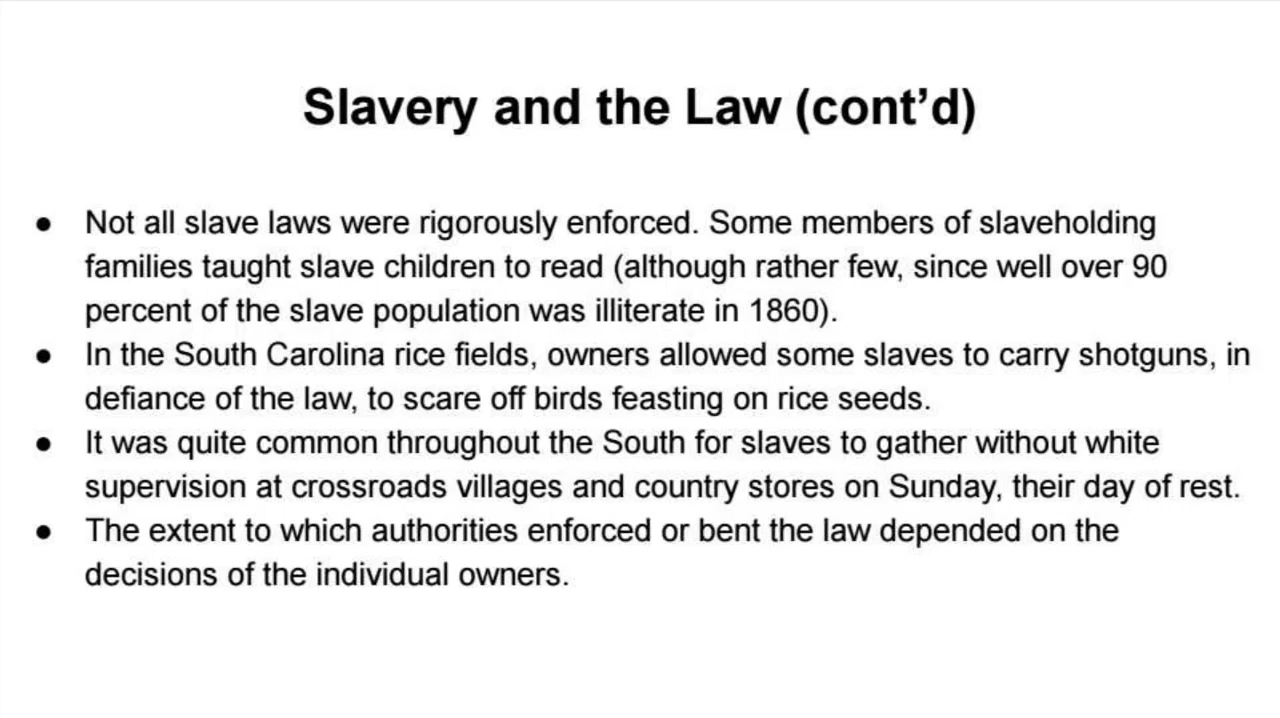 Slavery and the Law (cont’d)
● Not all slave laws were rigorously enforced. Some members of slaveholding
families taught slave children to read (although rather few, since well over 90
percent of the slave population was illiterate in 1860).
● In the South Carolina rice fields, owners allowed some slaves to carry shotguns, in
defiance of the law, to scare off birds feasting on rice seeds.
● It was quite common throughout the South for slaves to gather without white
supervision at crossroads villages and country stores on Sunday, their day of rest.
● The extent to which authorities enforced or bent the law depended on the
decisions of the individual owners.